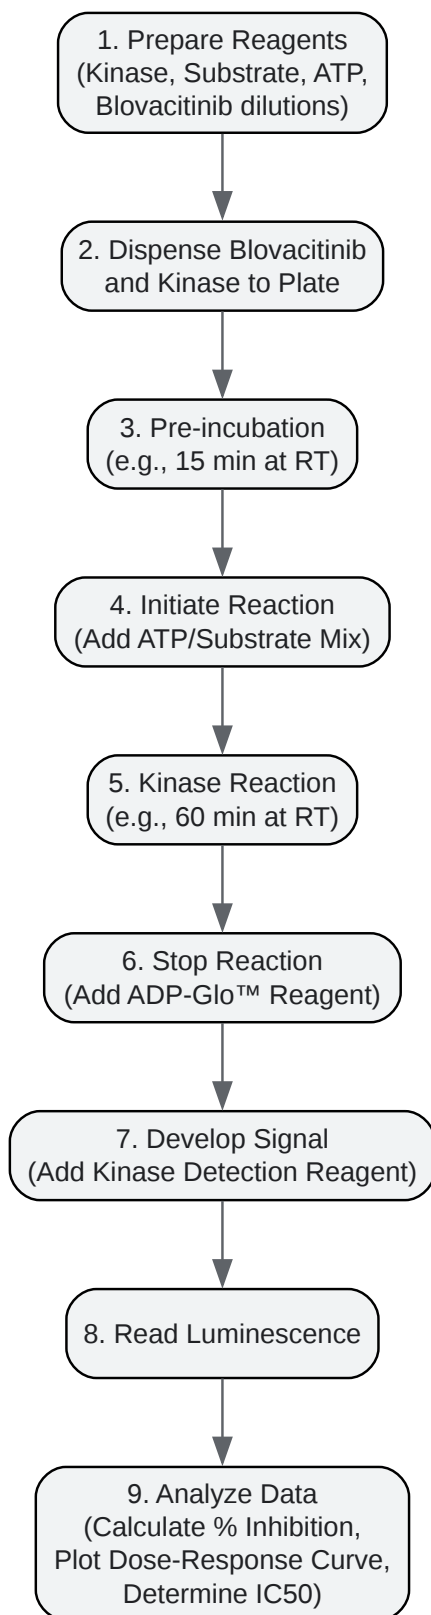 1. Prepare Reagents
(Kinase, Substrate, ATP,
Blovacitinib dilutions)
2. Dispense Blovacitinib
and Kinase to Plate
3. Pre-incubation
(e.g., 15 min at RT)
4. Initiate Reaction
(Add ATP/Substrate Mix)
5. Kinase Reaction
(e.g., 60 min at RT)
6. Stop Reaction
(Add ADP-Glo™ Reagent)
7. Develop Signal
(Add Kinase Detection Reagent)
8. Read Luminescence
9. Analyze Data
(Calculate % Inhibition,
Plot Dose-Response Curve,
Determine IC50)